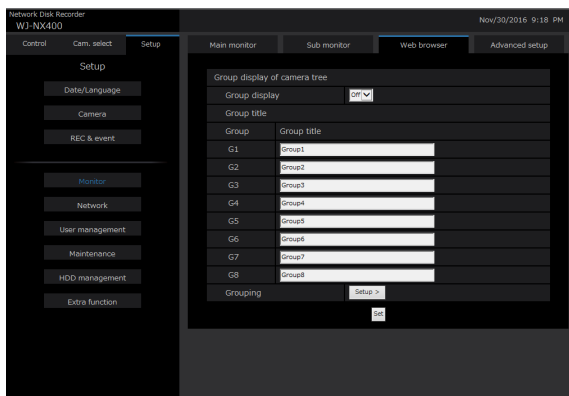 Network Disk Recorder
WJ-NX400
Nov/30/2016 9:18 PM
Control Cam. select Setup
Main monitor Sub monitor Web browser Advanced setup
Setup
Date/Language
Camera
REC & event
Monitor
Network
User management
Maintenance
HDD management
Extra function
Group display of camera tree
Group display Off
Group title
Group Group title
G1 Group1
G2 Group2
G3 Group3
G4 Group4
G5 Group5
G6 Group6
G7 Group7
G8 Group8
Grouping Setup >
Set